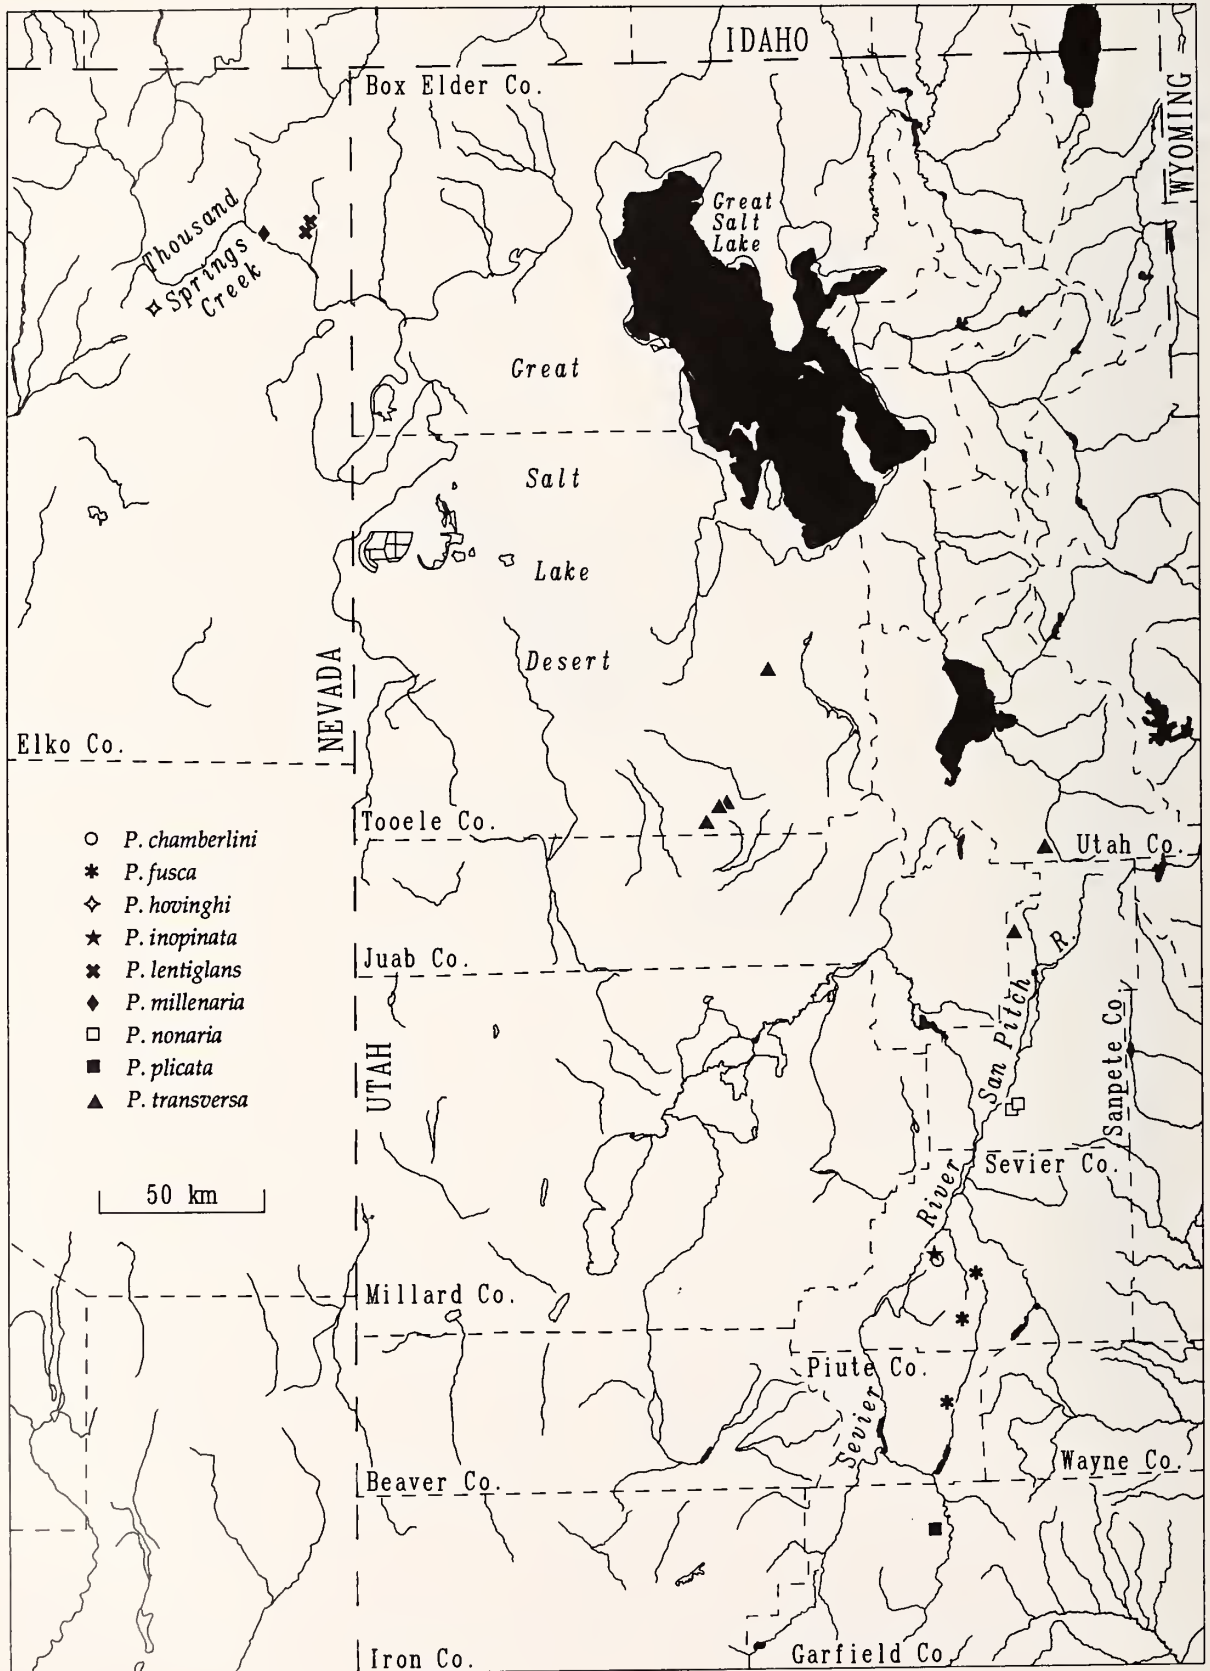 IDAHO
WYOMING
Box Elder Co.
Great
Salt
Lake
Thousand
Springs
Creek
Great
Salt
Lake
Desert
NEVADA
Elko Co.
Tooele Co.
Utah Co.
P. chamberlini
P. fusca
P. hovinghi
P. inopinata
P. lentiglans
P. millenaria
P. nonaria
P. plicata
P. transversa
Juab Co.
San Pitch R.
Sanpete Co.
UTAH
50 km
Sevier Co.
Sevier River
Millard Co.
Piute Co.
Wayne Co.
Beaver Co.
Iron Co.
Garfield Co.